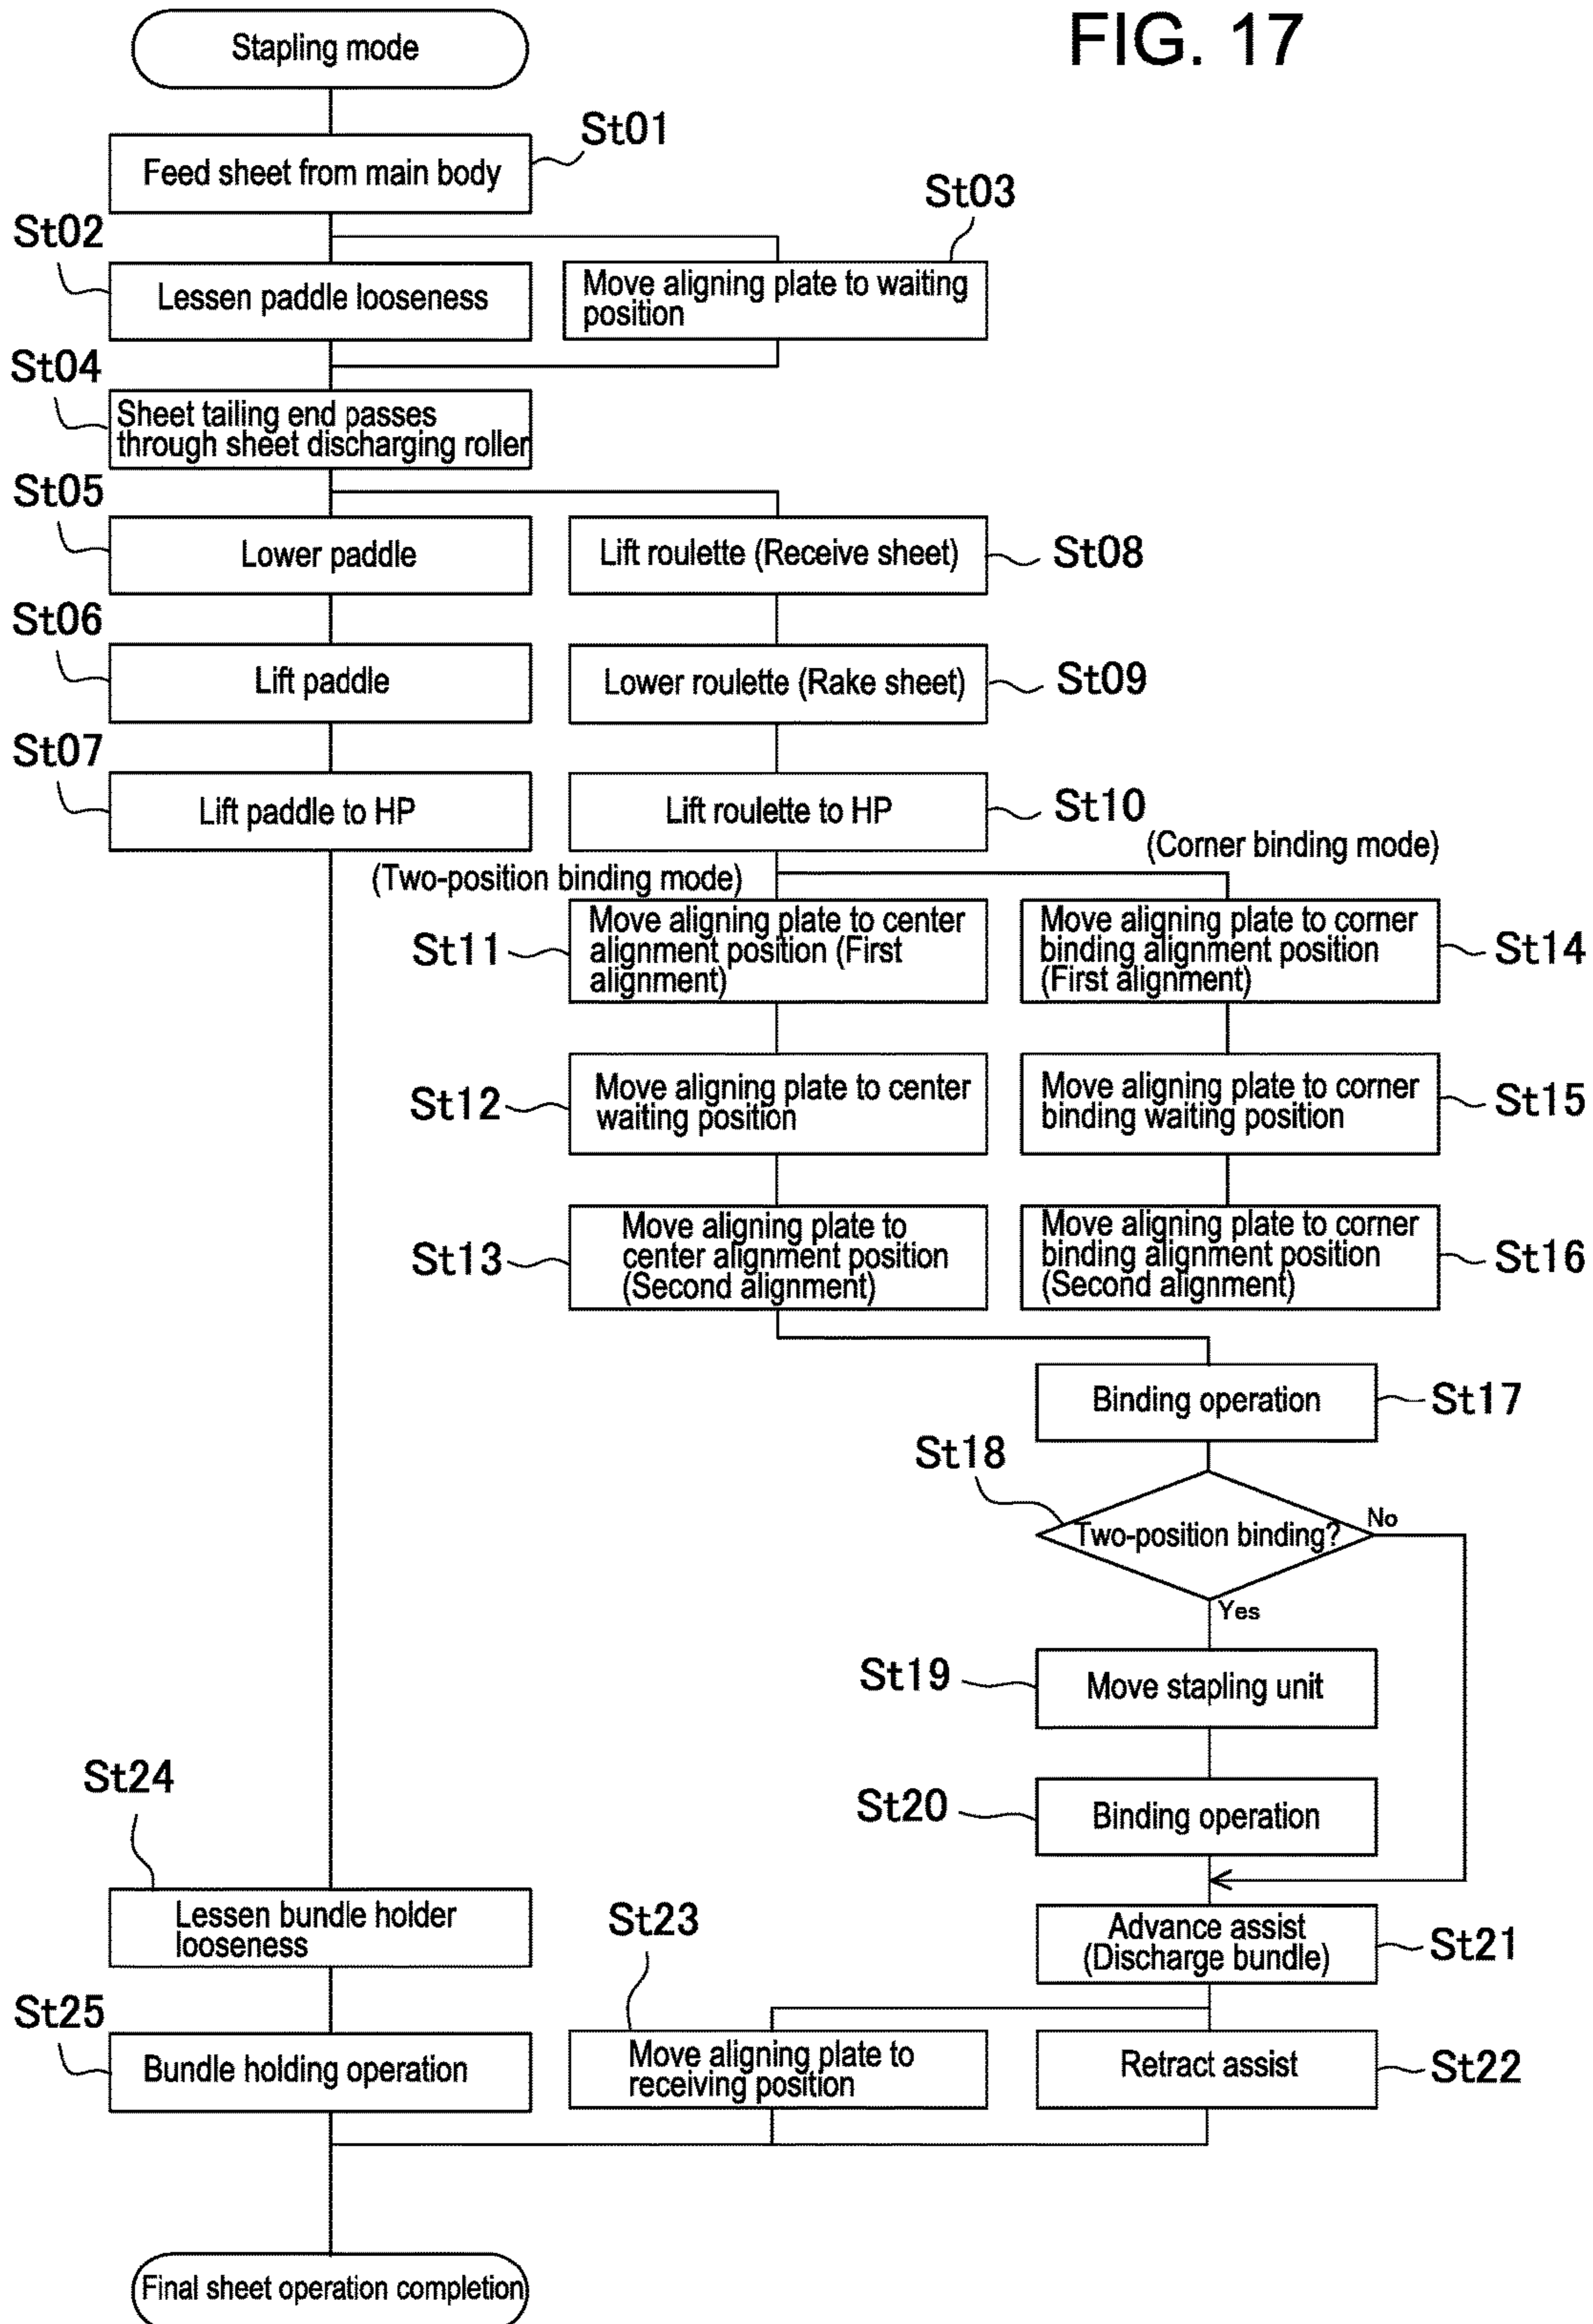 FIG. 17
Stapling mode
St01
Feed sheet from main body
St03
St02
Lessen paddle looseness
Move aligning plate to waiting
position
St04
Sheet tailing end passes
through sheet discharging roller
St05
Lower paddle
Lift roulette (Receive sheet)
St08
St06
Lift paddle
Lower roulette (Rake sheet)
St09
St07
Lift paddle to HP
Lift roulette to HP
St10
(Corner binding mode)
(Two-position binding mode)
St11
Move aligning plate to center
alignment position (First
alignment)
Move aligning plate to corner
binding alignment position
(First alignment)
St14
St12
Move aligning plate to center
waiting position
Move aligning plate to corner
binding waiting position
St15
St13
Move aligning plate to
center alignment position
(Second alignment)
Move aligning plate to corner
binding alignment position
(Second alignment)
St16
Binding operation
St17
St18
Two-position binding?
No
Yes
St19
Move stapling unit
St20
Binding operation
St24
Lessen bundle holder
looseness
St23
Advance assist
(Discharge bundle)
St21
St25
Bundle holding operation
Move aligning plate to
receiving position
Retract assist
St22
Final sheet operation completion